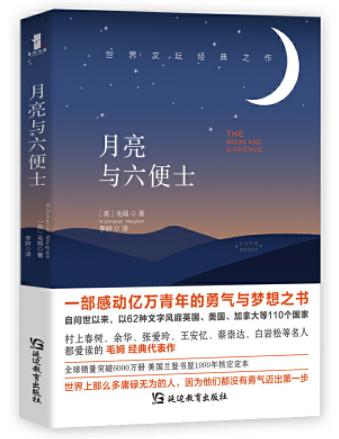 世界文坛经典之作
月亮
与六便士
THE
MOON AND
SIXPENCE
[英] 毛姆 著
W.Somerset Maugham
李妍 译
一部感动亿万青年的勇气与梦想之书
自问世以来，以62种文字风靡英国、美国、加拿大等110个国家
村上春树、余华、张爱玲、王安忆、蔡崇达、白岩松等名人
都爱读的 毛姆 经典代表作
全球销量突破6000万册 美国兰登书屋1999年核定定本
世界上那么多庸碌无为的人，因为他们都没有勇气迈出第一步
延边教育出版社
月亮与六便士
[英] 毛姆 著
李妍 译
延边教育出版社